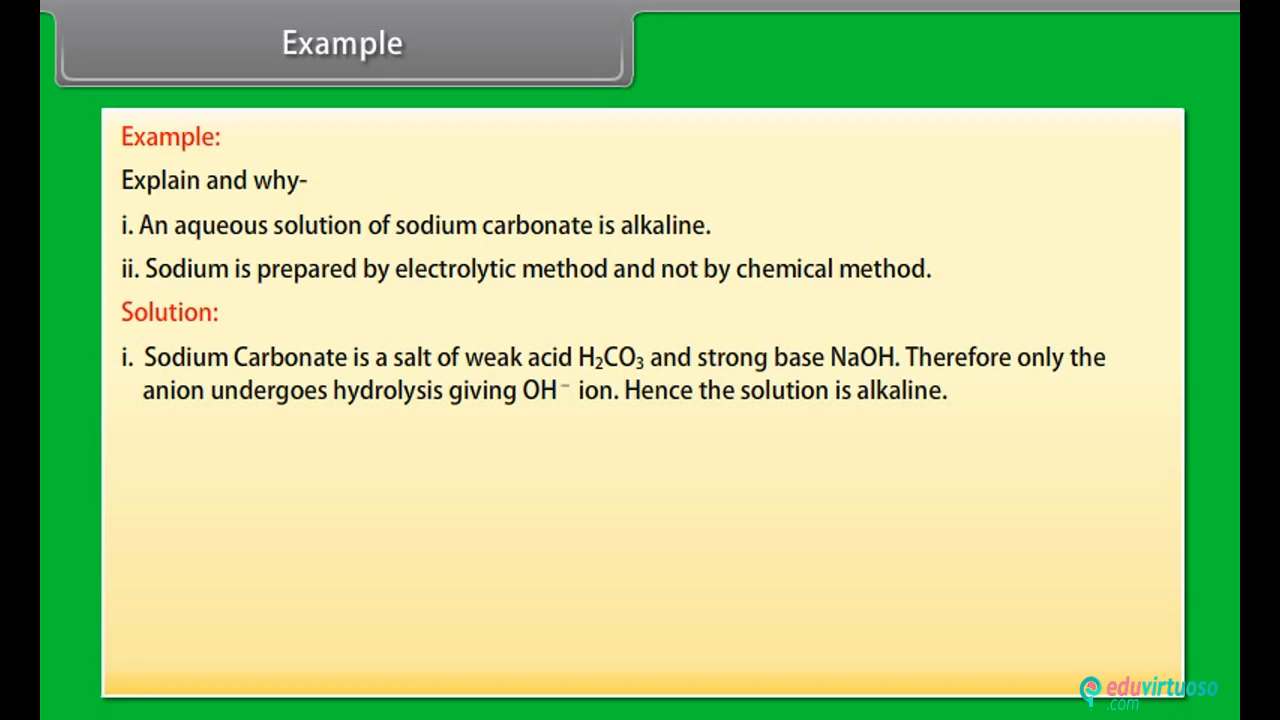 Example
Example:
Explain and why-
i. An aqueous solution of sodium carbonate is alkaline.
ii. Sodium is prepared by electrolytic method and not by chemical method.
Solution:
i. Sodium Carbonate is a salt of weak acid H₂CO₃ and strong base NaOH. Therefore only the
anion undergoes hydrolysis giving OH⁻ ion. Hence the solution is alkaline.
eduvirtuoso
.com